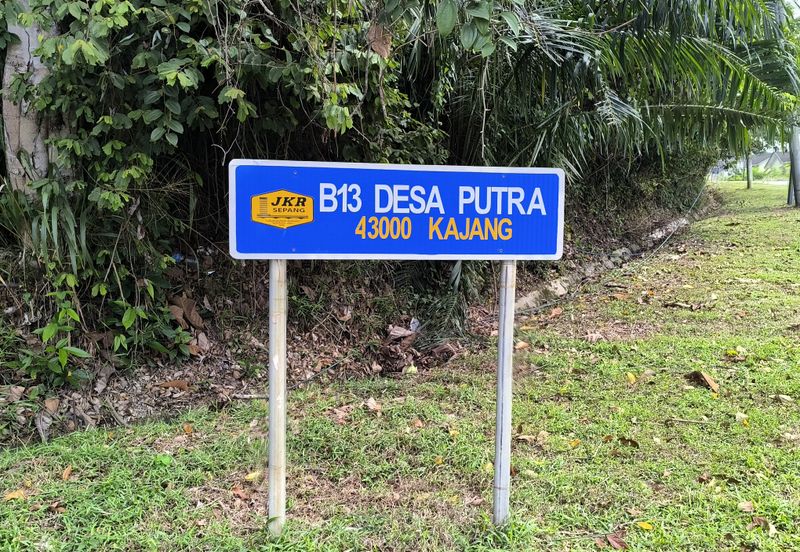 JKR
SEPANG
B13 DESA PUTRA
43000 KAJANG